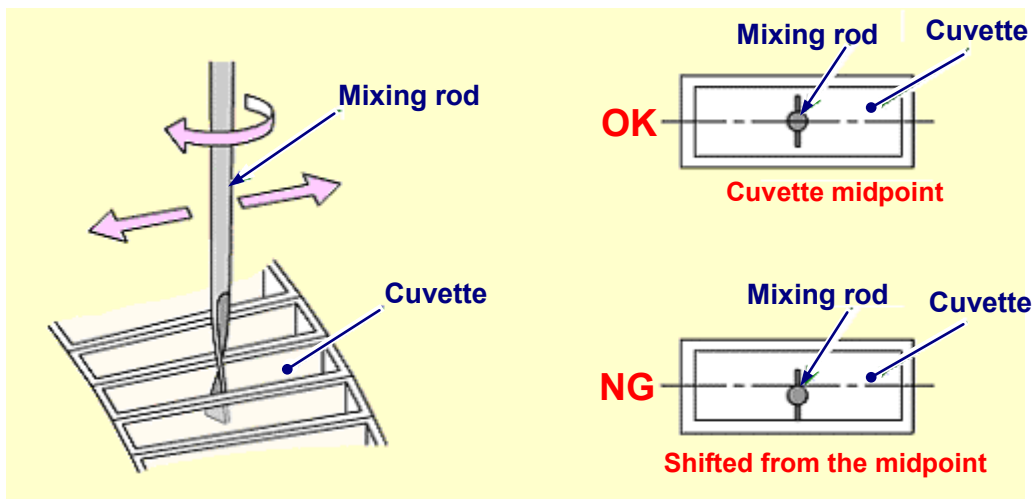 Mixing rod
Cuvette
Mixing rod
Cuvette
OK
Cuvette midpoint
Mixing rod
Cuvette
NG
Shifted from the midpoint